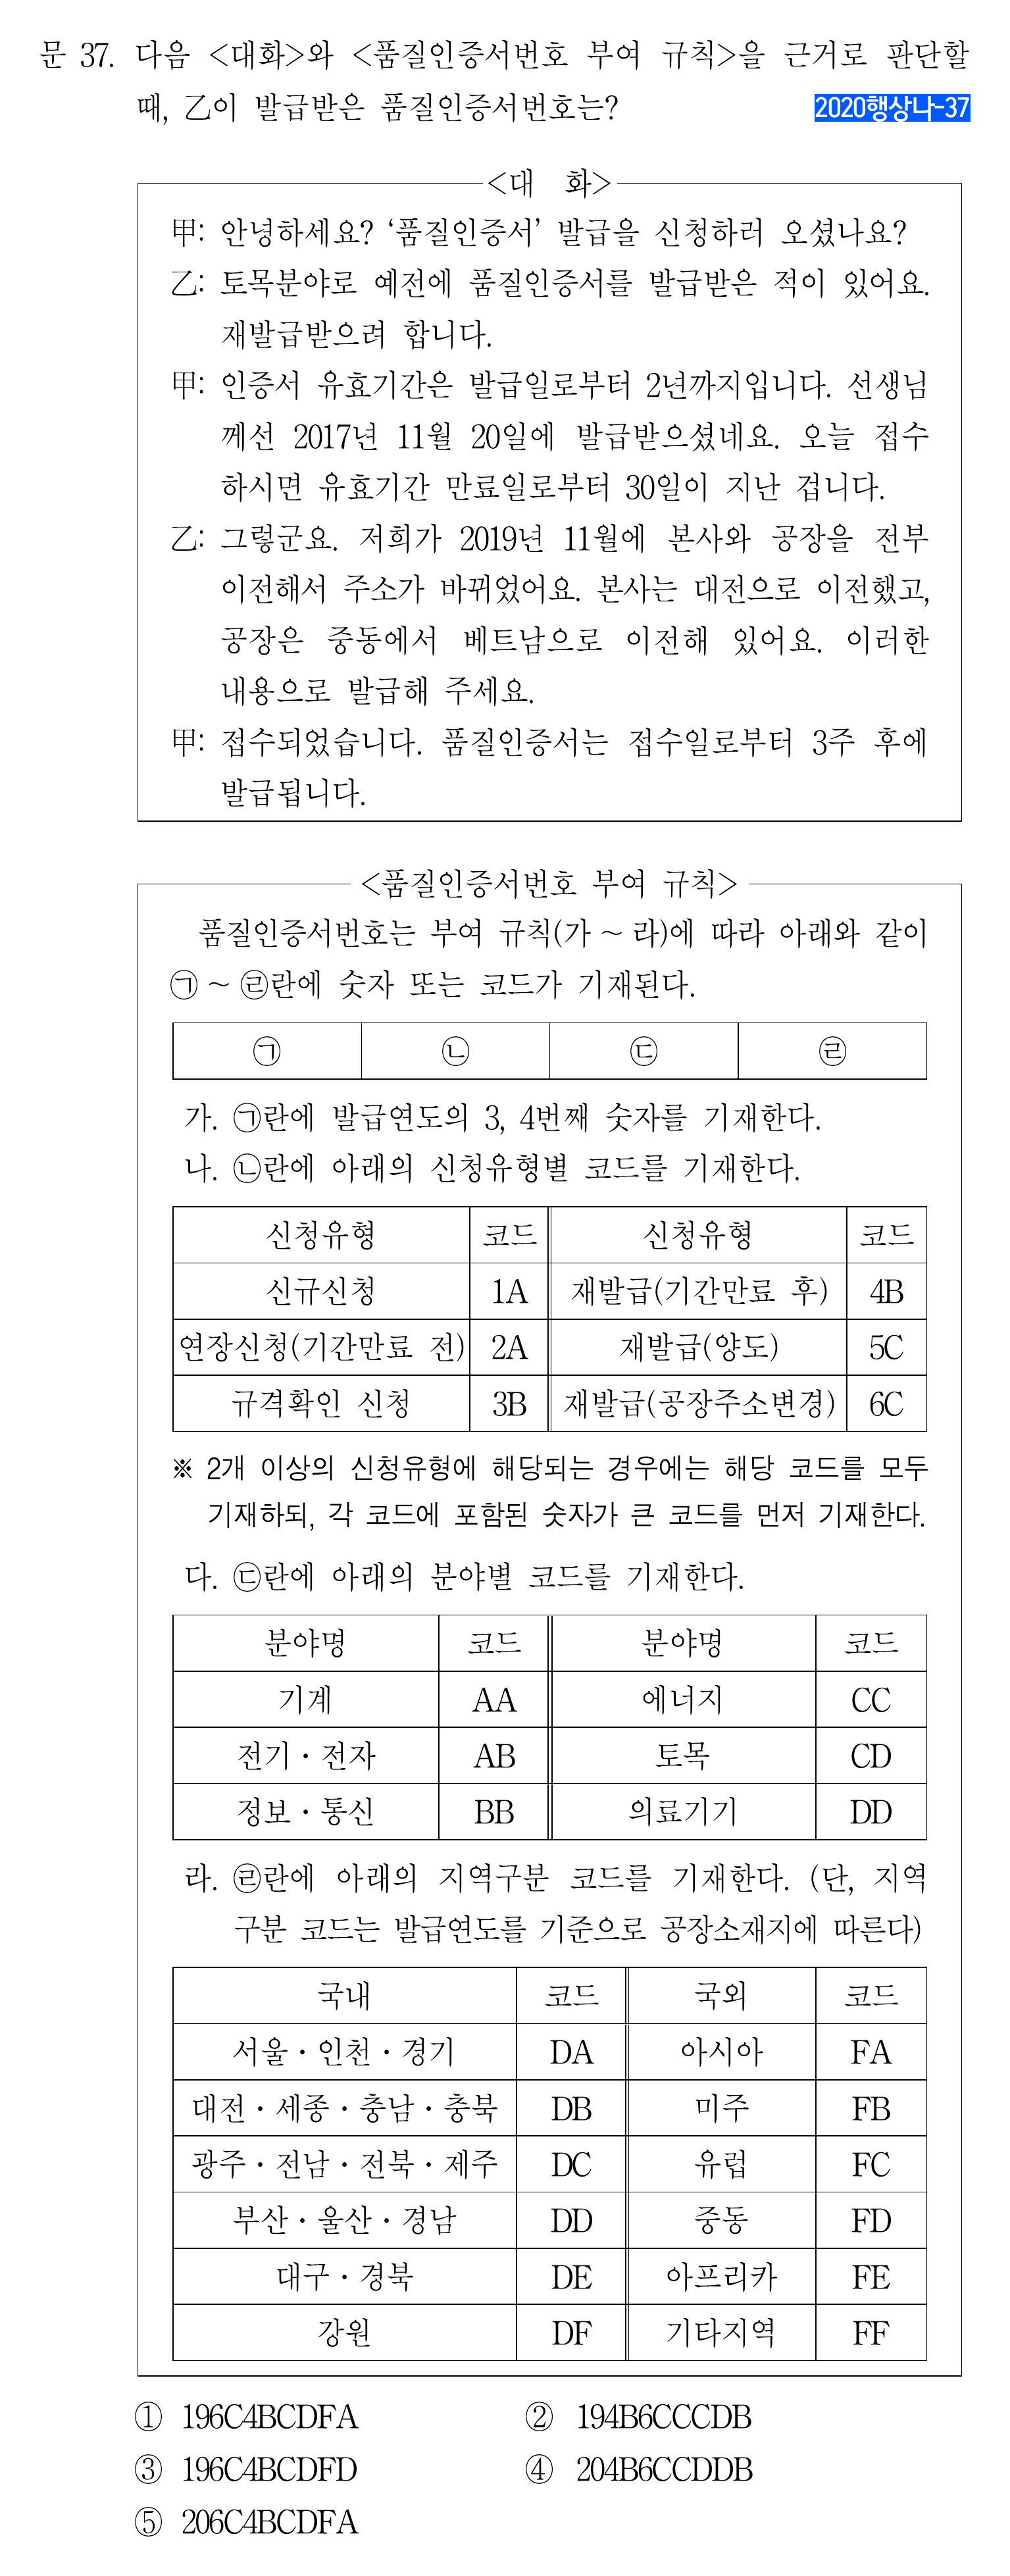 문 37. 다음 <대화>와 <품질인증서번호 부여 규칙>을 근거로 판단할
때, 乙이 발급받은 품질인증서번호는?
2020행상나-37
<대 화>
甲: 안녕하세요? ‘품질인증서’ 발급을 신청하러 오셨나요?
乙: 토목분야로 예전에 품질인증서를 발급받은 적이 있어요.
재발급받으려 합니다.
甲: 인증서 유효기간은 발급일로부터 2년까지입니다. 선생님
께선 2017년 11월 20일에 발급받으셨네요. 오늘 접수
하시면 유효기간 만료일로부터 30일이 지난 겁니다.
乙: 그렇군요. 저희가 2019년 11월에 본사와 공장을 전부
이전해서 주소가 바뀌었어요. 본사는 대전으로 이전했고,
공장은 중동에서 베트남으로 이전해 있어요. 이러한
내용으로 발급해 주세요.
甲: 접수되었습니다. 품질인증서는 접수일로부터 3주 후에
발급됩니다.
<품질인증서번호 부여 규칙>
품질인증서번호는 부여 규칙(가 ~ 라)에 따라 아래와 같이
㉠ ~ ㉣란에 숫자 또는 코드가 기재된다.
㉠ ㉡ ㉢ ㉣
가. ㉠란에 발급연도의 3, 4번째 숫자를 기재한다.
나. ㉡란에 아래의 신청유형별 코드를 기재한다.
신청유형 코드 신청유형 코드
신규신청 1A 재발급(기간만료 후) 4B
연장신청(기간만료 전) 2A 재발급(양도) 5C
규격확인 신청 3B 재발급(공장주소변경) 6C
※ 2개 이상의 신청유형에 해당되는 경우에는 해당 코드를 모두
기재하되, 각 코드에 포함된 숫자가 큰 코드를 먼저 기재한다.
다. ㉢란에 아래의 분야별 코드를 기재한다.
분야명 코드 분야명 코드
기계 AA 에너지 CC
전기・전자 AB 토목 CD
정보・통신 BB 의료기기 DD
라. ㉣란에 아래의 지역구분 코드를 기재한다. (단, 지역
구분 코드는 발급연도를 기준으로 공장소재지에 따른다)
국내 코드 국외 코드
서울・인천・경기 DA 아시아 FA
대전・세종・충남・충북 DB 미주 FB
광주・전남・전북・제주 DC 유럽 FC
부산・울산・경남 DD 중동 FD
대구・경북 DE 아프리카 FE
강원 DF 기타지역 FF
① 196C4BCDFA ② 194B6CCCDB
③ 196C4BCDFD ④ 204B6CCDDB
⑤ 206C4BCDFA